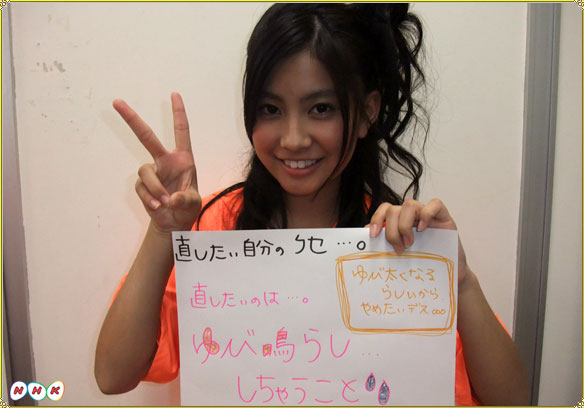 直したい自分のクセ…。
ゆび太くなる
らしいから
やめたいデス
直したいのは…。
ゆび鳴らし…
しちゃうこと
NHK